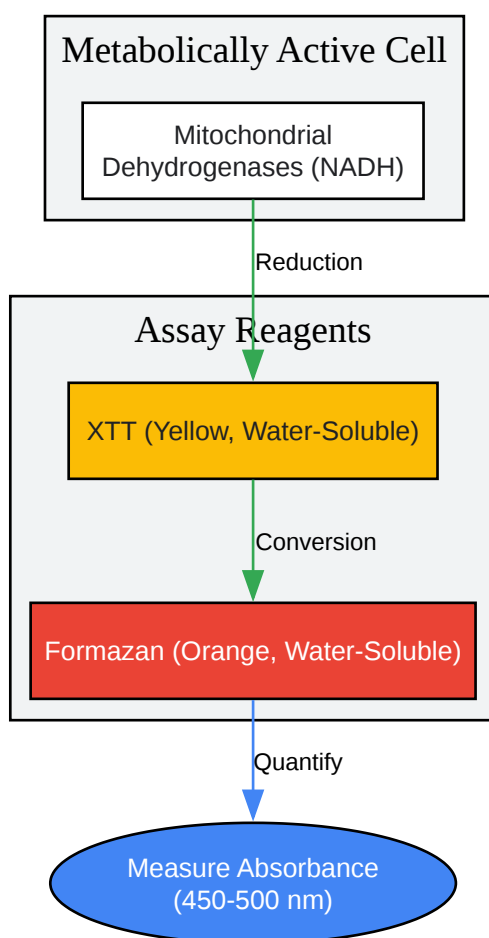 Metabolically Active Cell
Mitochondrial
Dehydrogenases (NADH)
Reduction
Assay Reagents
XTT (Yellow, Water-Soluble)
Conversion
Formazan (Orange, Water-Soluble)
Quantify
Measure Absorbance
(450-500 nm)